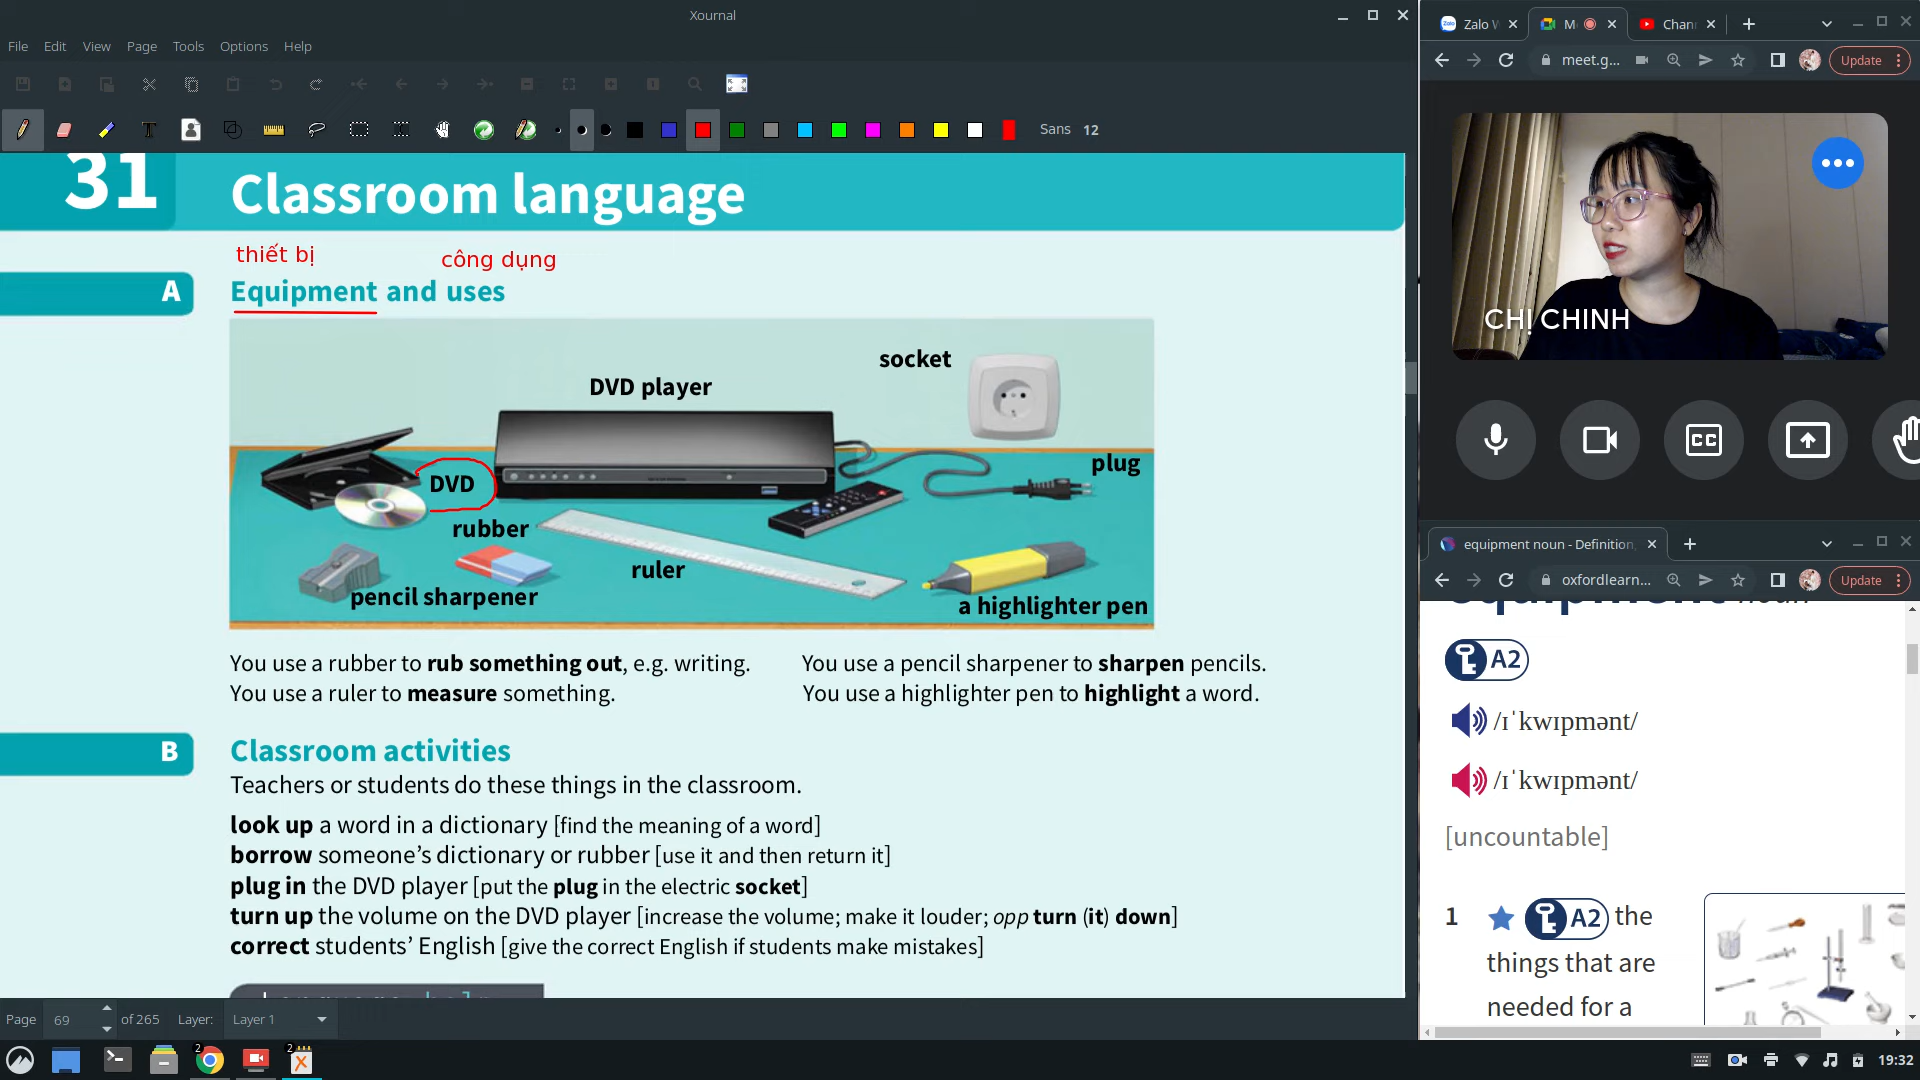 Xournal
File Edit View Page Tools Options Help
Sans 12
31 Classroom language
thiết bị công dụng
A Equipment and uses
socket
DVD player
plug
DVD
rubber
ruler
pencil sharpener
a highlighter pen
You use a rubber to rub something out, e.g. writing. You use a pencil sharpener to sharpen pencils.
You use a ruler to measure something. You use a highlighter pen to highlight a word.
B Classroom activities
Teachers or students do these things in the classroom.
look up a word in a dictionary [find the meaning of a word]
borrow someone’s dictionary or rubber [use it and then return it]
plug in the DVD player [put the plug in the electric socket]
turn up the volume on the DVD player [increase the volume; make it louder; opp turn (it) down]
correct students’ English [give the correct English if students make mistakes]
Page 69 of 265 Layer: Layer 1
Zalo W M Chan
meet.g... Update
CHỊ CHINH
CC
equipment noun - Definition,
oxfordlearn... Update
equipment noun
A2
/ɪˈkwɪpmənt/
/ɪˈkwɪpmənt/
[uncountable]
1 A2 the
things that are
needed for a
2 2 19:32